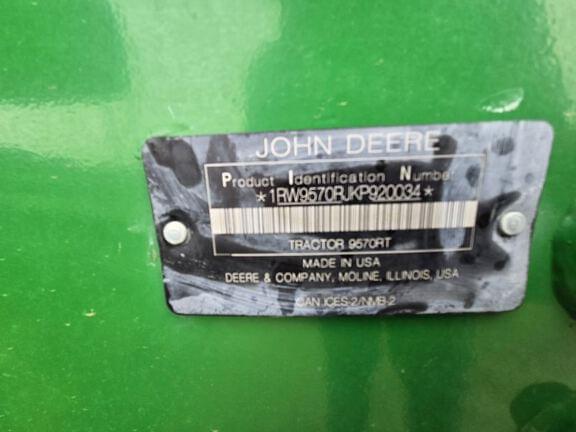 JOHN DEERE
Product Identification Number
*1RW9570RJKP920034*
TRACTOR 9570RT
MADE IN USA
DEERE & COMPANY, MOLINE, ILLINOIS, USA
CAN ICES-2/NMB-2